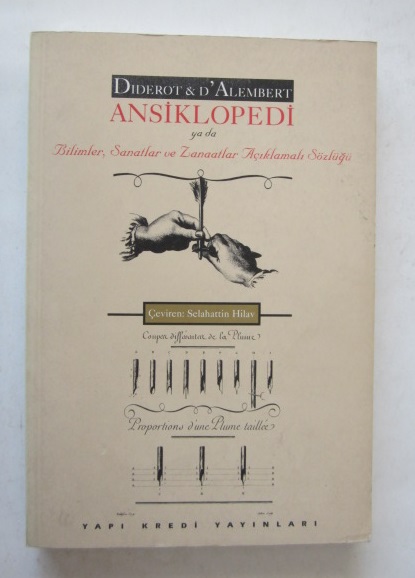 DIDEROT & D'ALEMBERT
ANSİKLOPEDİ
ya da
Bilimler, Sanatlar ve Zanaatlar Açıklamalı Sözlüğü
Çeviren: Selahattin Hilav
Coupes différentes de la Plume
Proportions d'une Plume taillée
YAPI KREDİ YAYINLARI